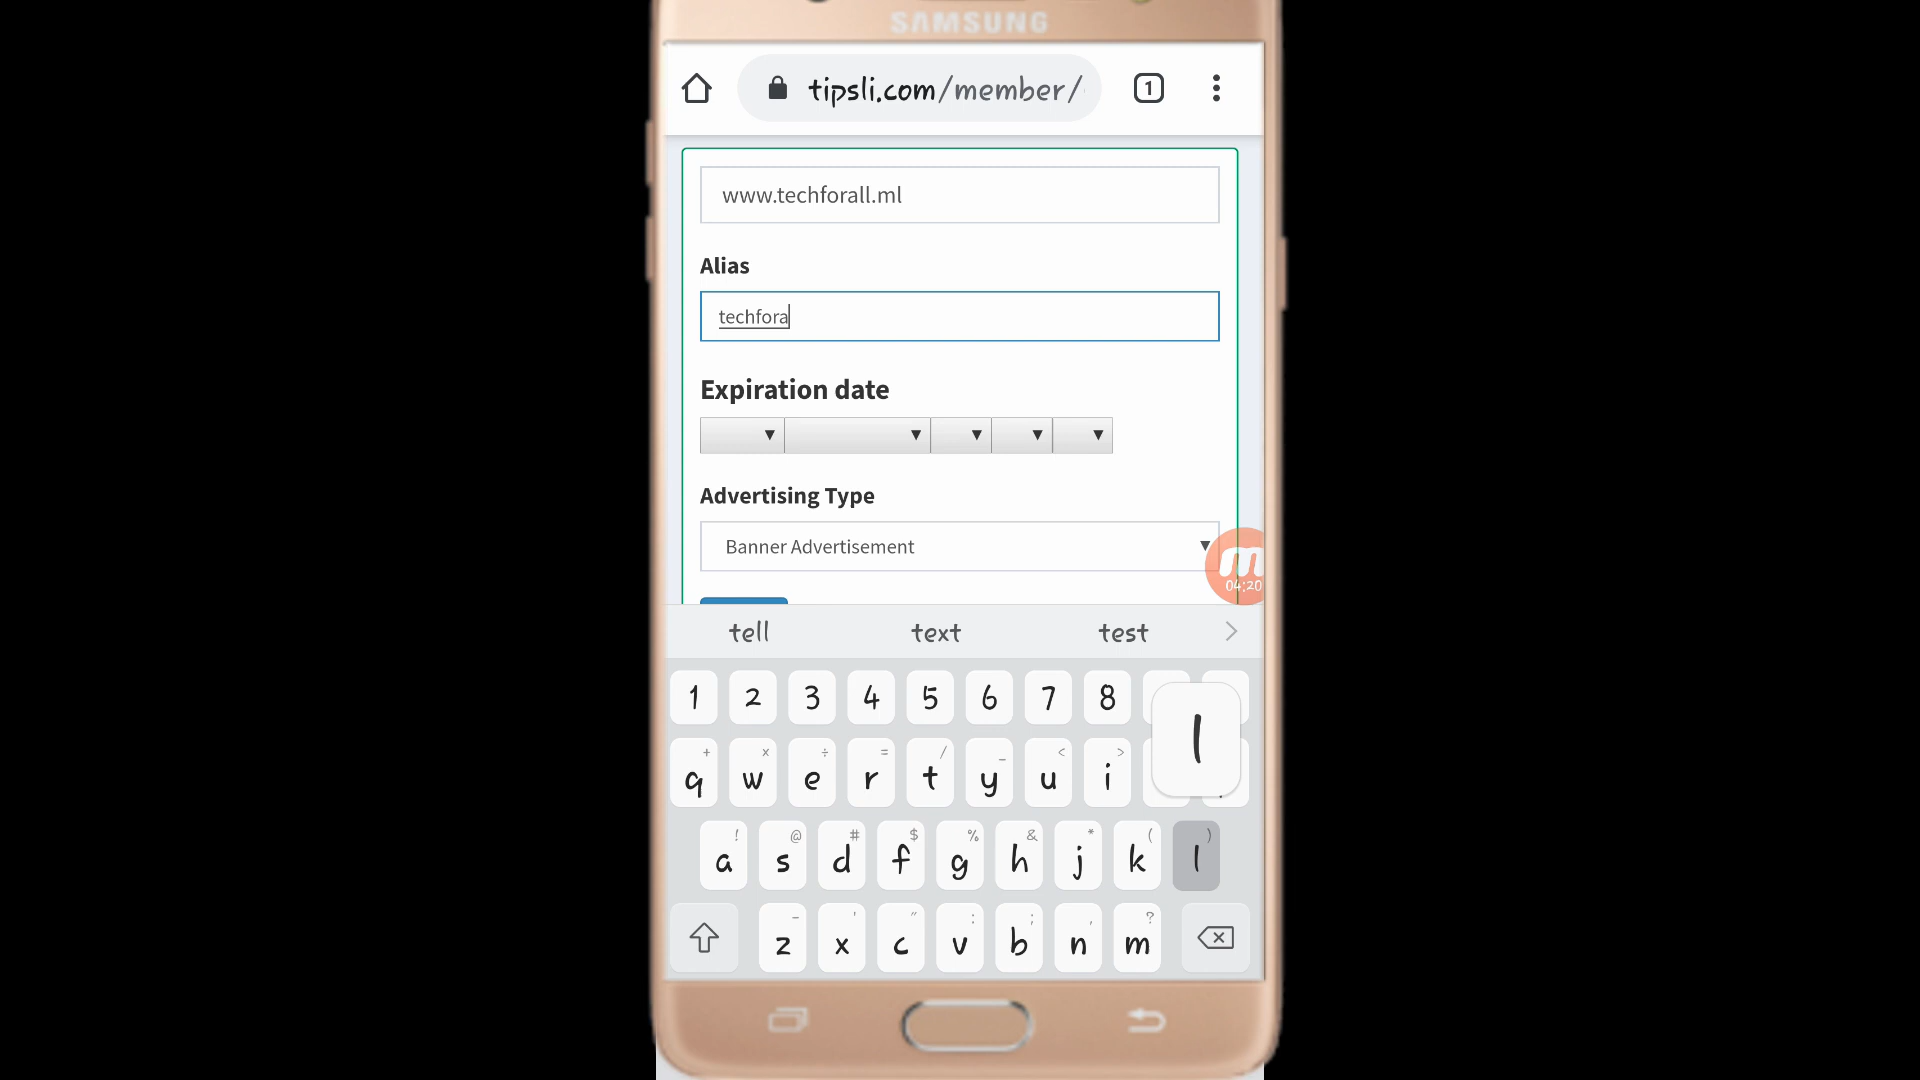 SAMSUNG
tipsli.com/member/
1
www.techforall.ml
Alias
techfora
Expiration date
Advertising Type
Banner Advertisement
m
04:20
tell text test
1 2 3 4 5 6 7 8
l
+ × ÷ = / _ < >
q w e r t y u i
! @ # $ % & * ( )
a s d f g h j k l
- ' " : ; , ?
z x c v b n m